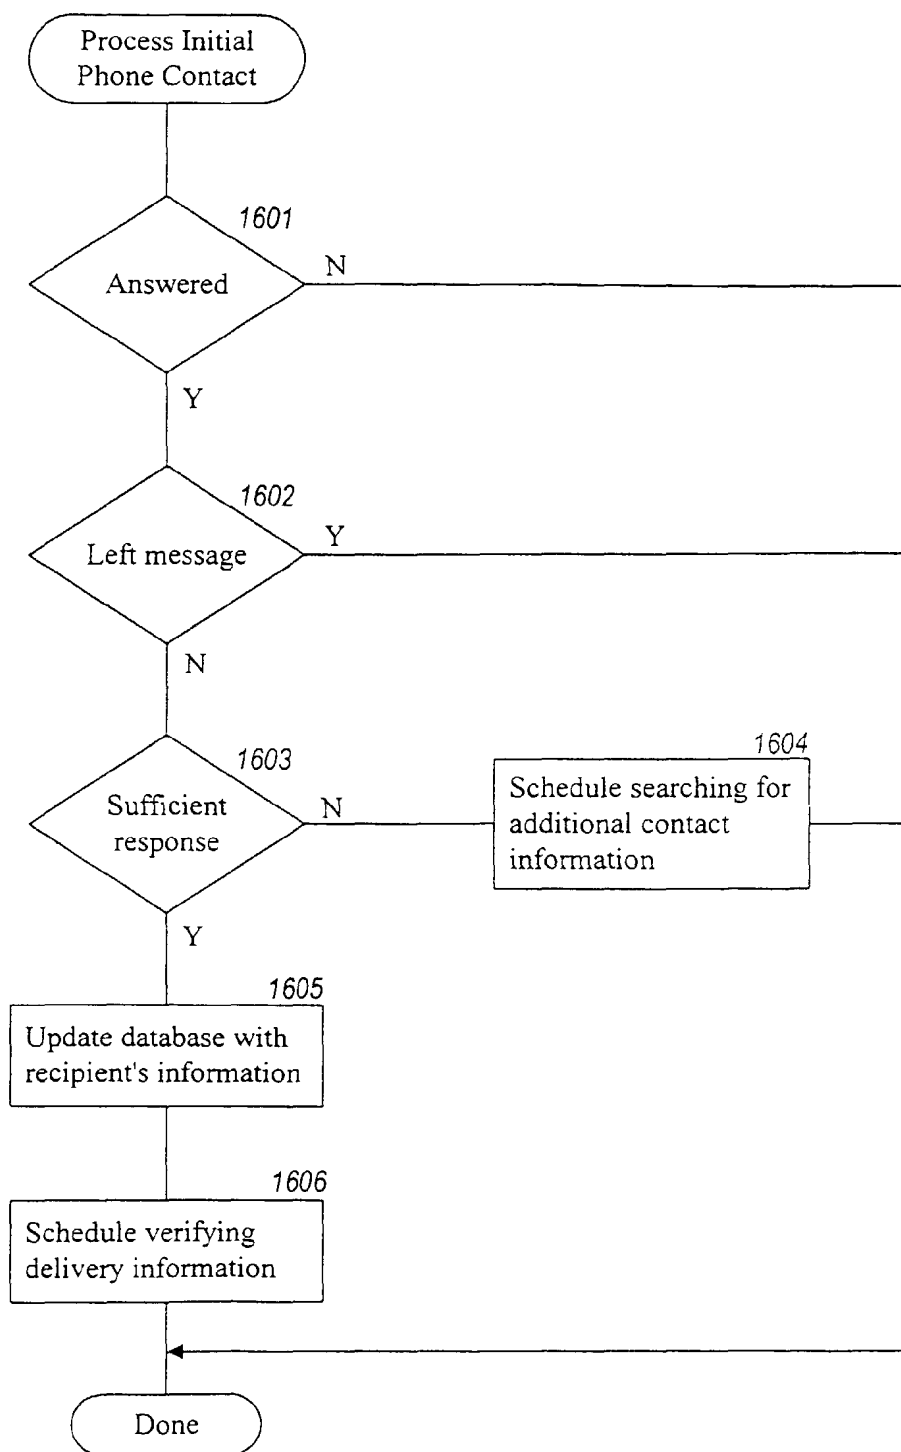 Process Initial
Phone Contact
1601
Answered
N
Y
1602
Left message
Y
N
1603
Sufficient
response
N
1604
Schedule searching for
additional contact
information
Y
1605
Update database with
recipient's information
1606
Schedule verifying
delivery information
Done